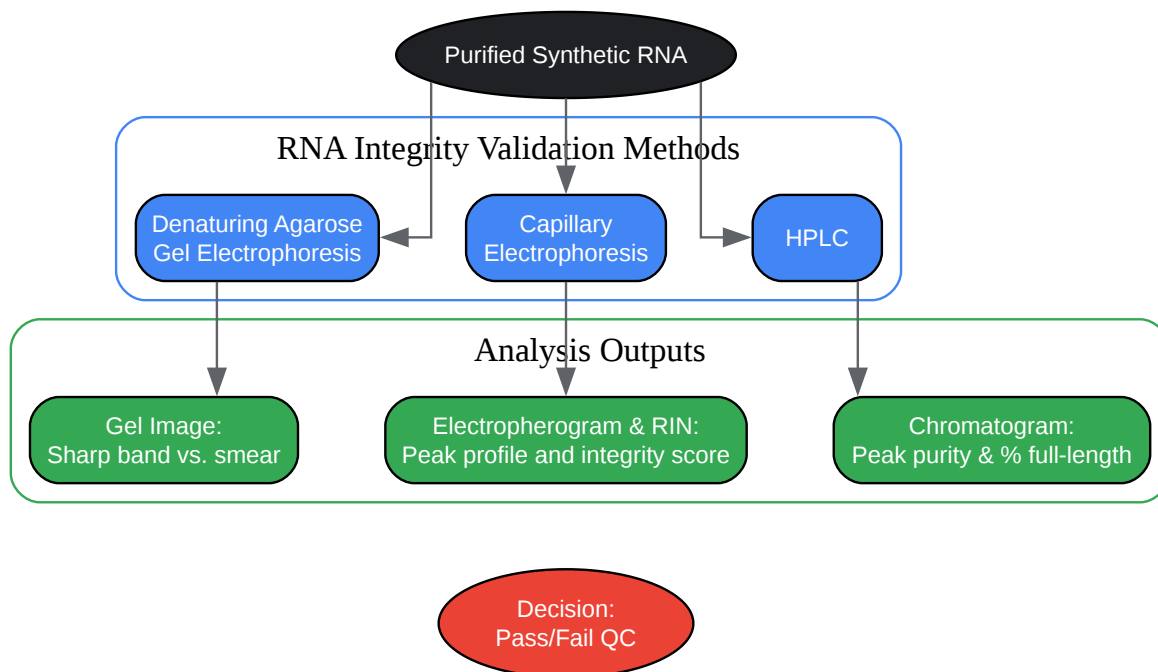 Purified Synthetic RNA
RNA Integrity Validation Methods
Denaturing Agarose
Gel Electrophoresis
Capillary
Electrophoresis
HPLC
Analysis Outputs
Gel Image:
Sharp band vs. smear
Electropherogram & RIN:
Peak profile and integrity score
Chromatogram:
Peak purity & % full-length
Decision:
Pass/Fail QC